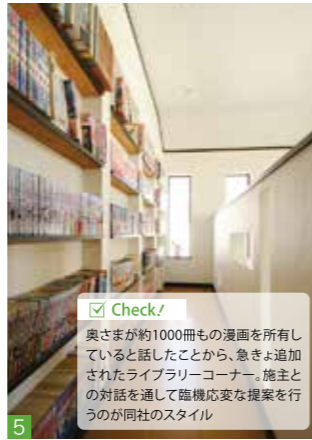 Check!
奥さまが約1000冊もの漫画を所有し
ていると話したことから、急きょ追加
されたライブラリーコーナー。施主と
の対話を通して臨機応変な提案を行
うのが同社のスタイル
5